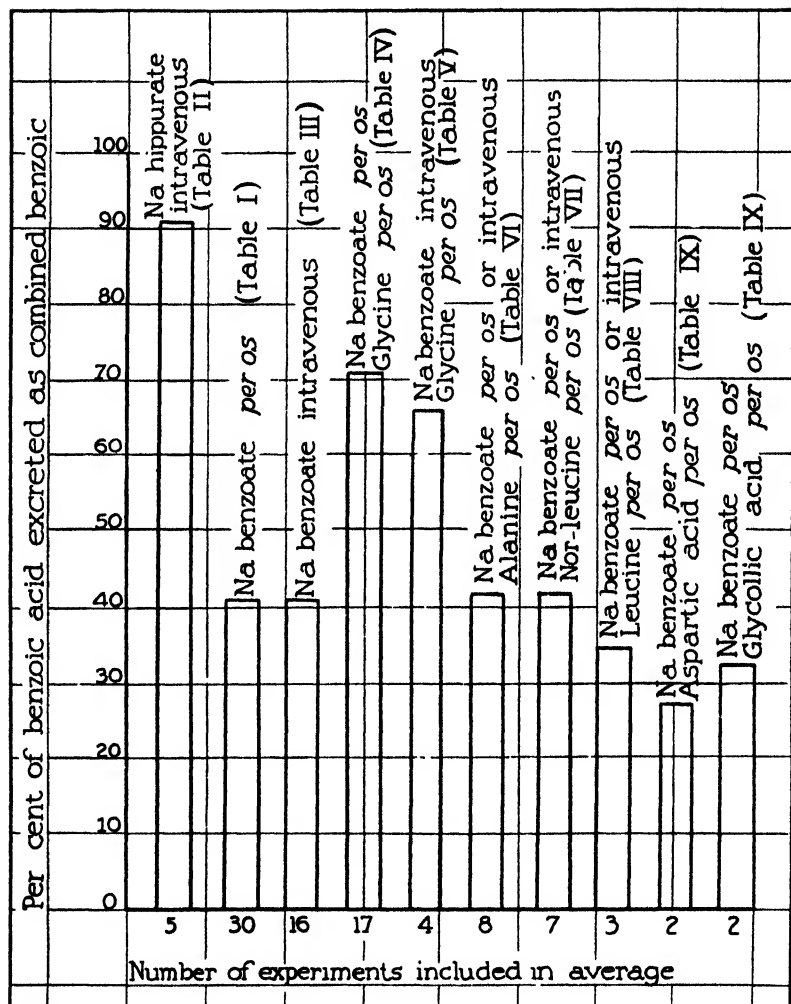 Per cent of benzoic acid excreted as combined benzoic
100
90
80
70
60
50
40
30
20
10
0
Na hippurate
intravenous
(Table II)
Na benzoate per os (Table I)
Na benzoate intravenous (Table III)
Na benzoate per os
Glycine per os (Table IV)
Na benzoate intravenous
Glycine per os (Table V)
Na benzoate per os or intravenous
Alanine per os (Table VI)
Na benzoate per os or intravenous
Nor-leucine per os (Table VII)
Na benzoate per os or intravenous
Leucine per os (Table VIII)
Na benzoate per os
Aspartic acid per os (Table IX)
Na benzoate per os
Glycollic acid per os (Table IX)
5 30 16 17 4 8 7 3 2 2
Number of experiments included in average